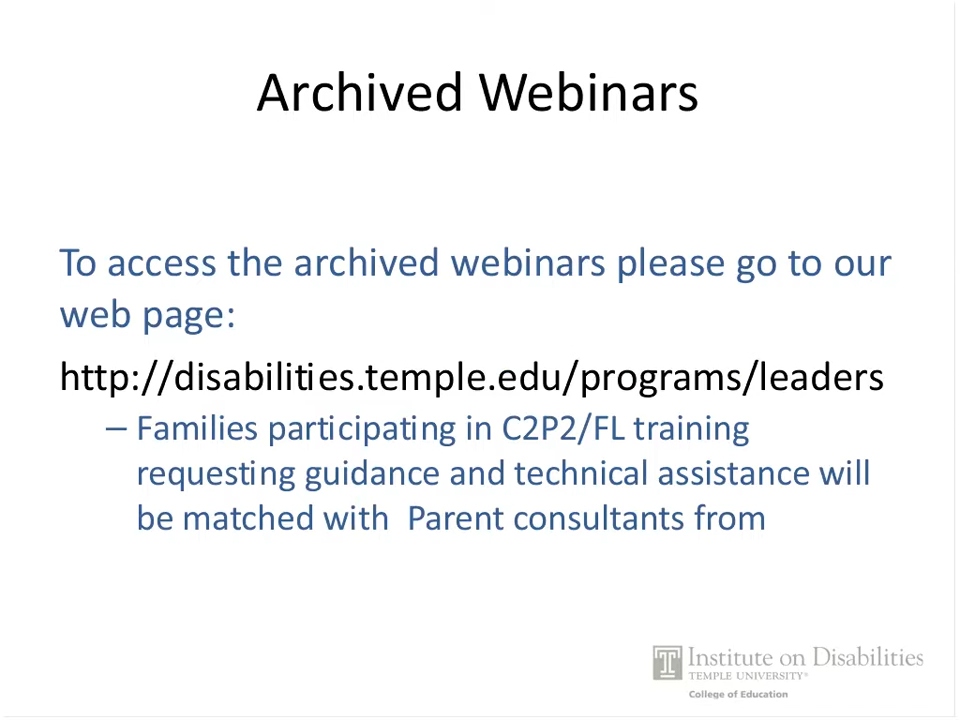 Archived Webinars
To access the archived webinars please go to our
web page:
http://disabilities.temple.edu/programs/leaders
– Families participating in C2P2/FL training
requesting guidance and technical assistance will
be matched with  Parent consultants from
Institute on Disabilities
TEMPLE UNIVERSITY®
College of Education